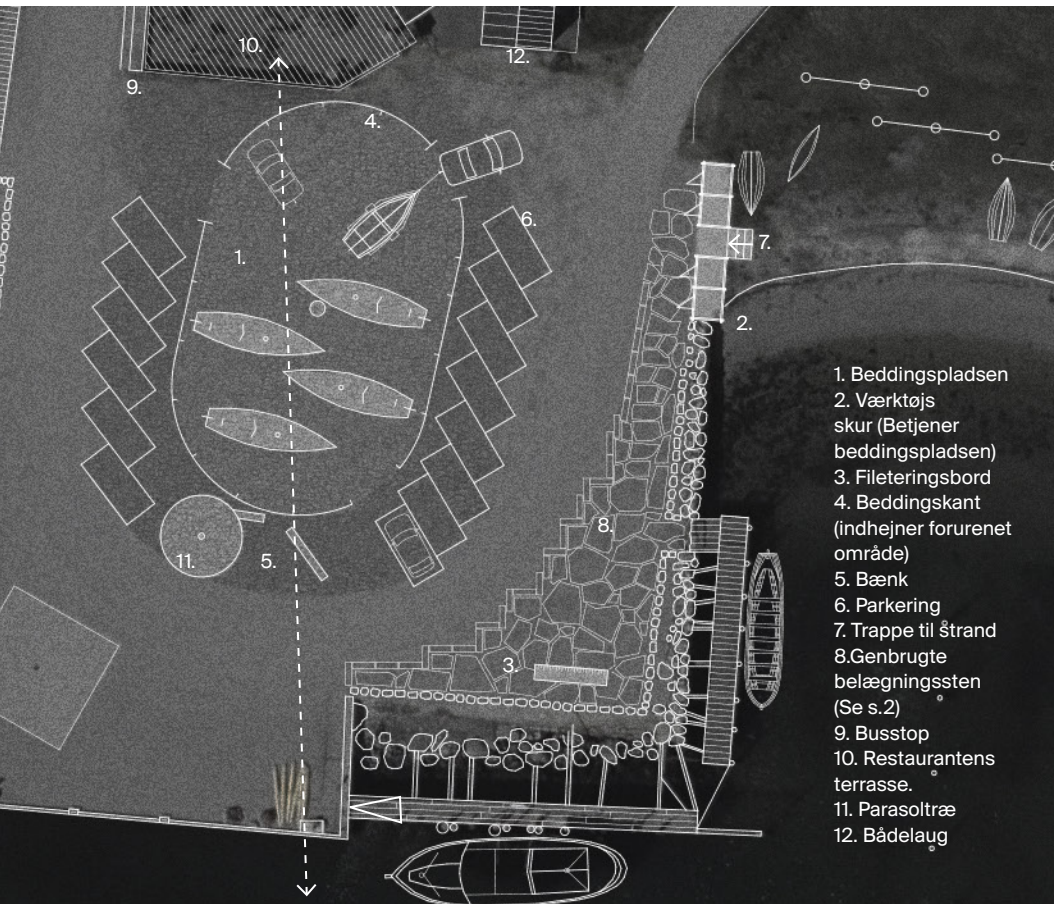 10.
12.
9.
4.
6.
1.
7.
2.
8.
11.
5.
3.
1. Beddingspladsen
2. Værktøjs
skur (Betjener
beddingspladsen)
3. Fileteringsbord
4. Beddingskant
(indhejner forurenet
område)
5. Bænk
6. Parkering
7. Trappe til strand
8.Genbrugte
belægningssten
(Se s.2)
9. Busstop
10. Restaurantens
terrasse.
11. Parasoltræ
12. Bådelaug